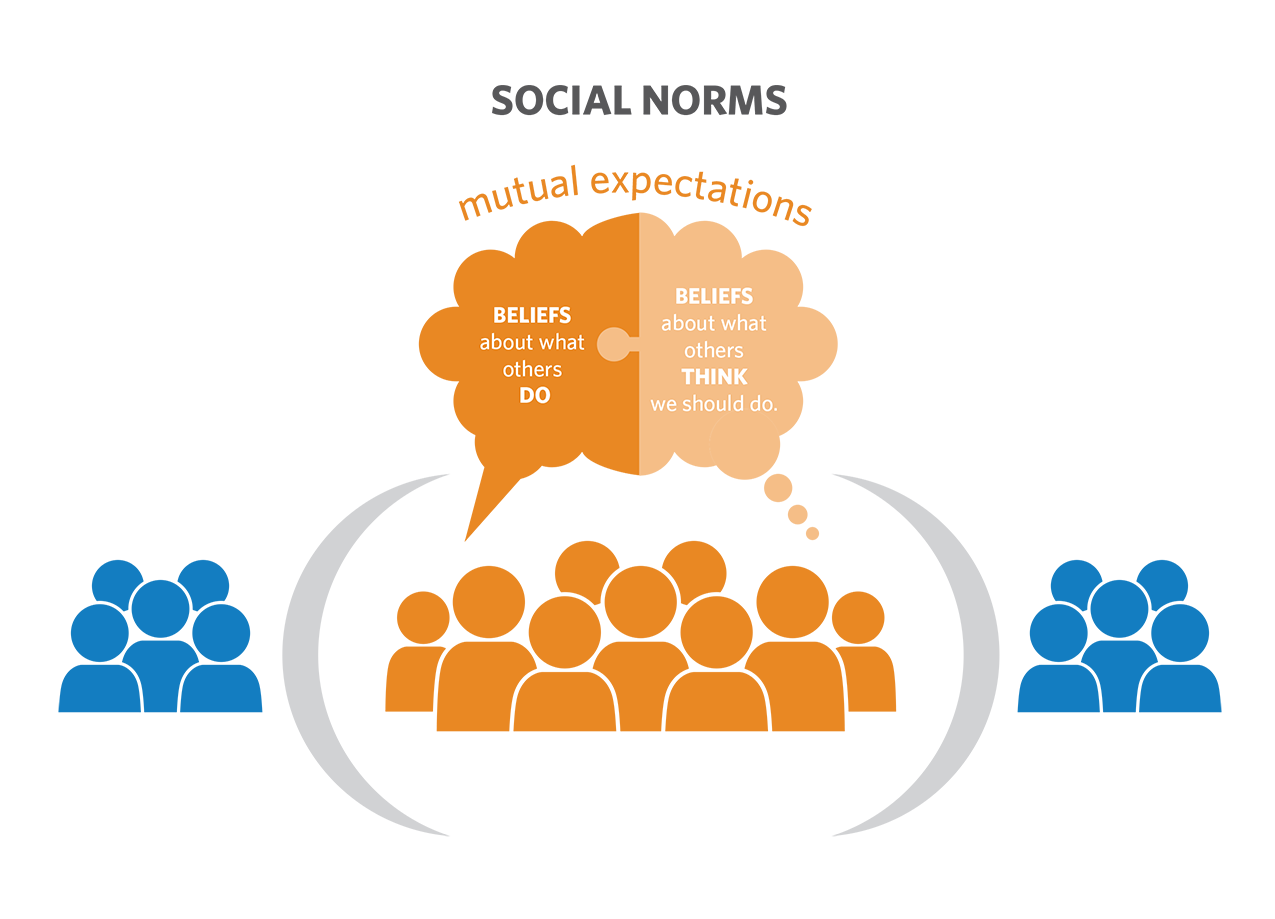 SOCIAL NORMS
mutual expectations
BELIEFS
about what
others
DO
BELIEFS
about what
others
THINK
we should do.